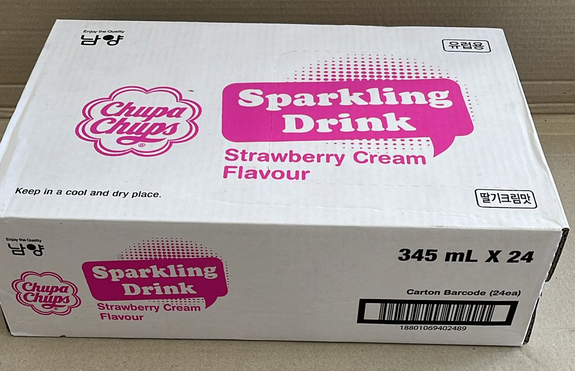 Enjoy the Quality
남양
유럽용
Chupa
Chups
®
Sparkling
Drink
Strawberry Cream
Flavour
Keep in a cool and dry place.
딸기크림맛
Enjoy the Quality
남양
Chupa
Chups
Sparkling
Drink
Strawberry Cream
Flavour
345 mL X 24
Carton Barcode (24ea)
18801069402489